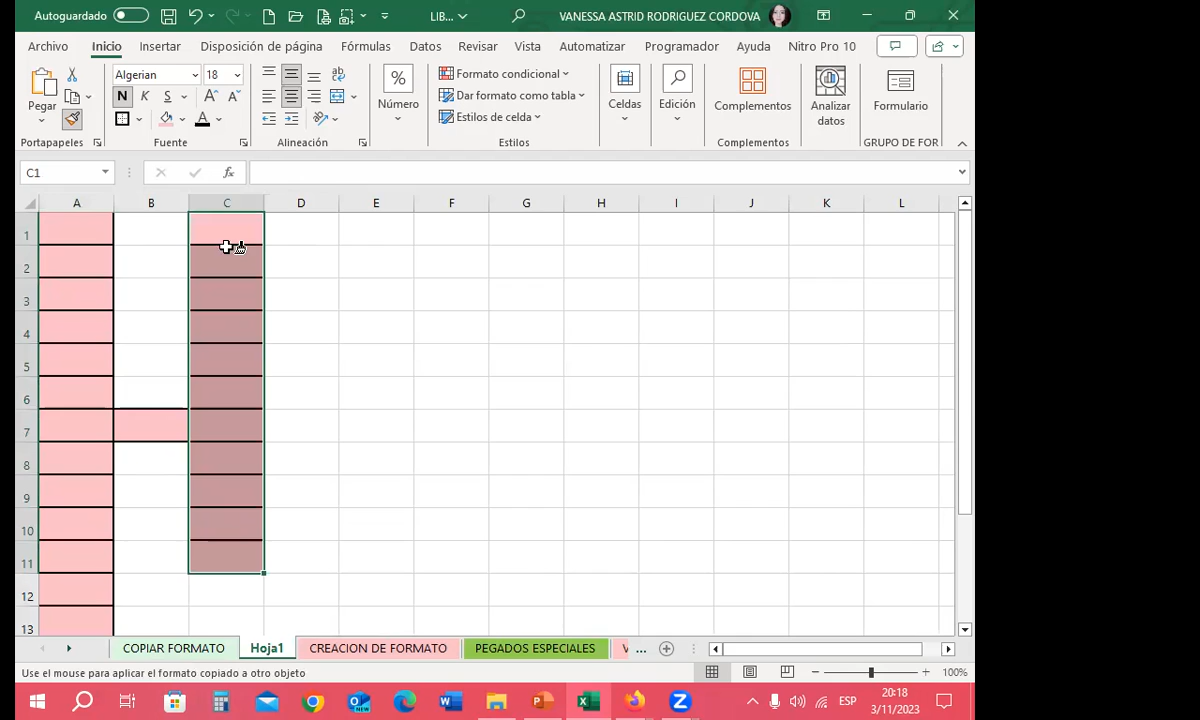 Autoguardado LIB... VANESSA ASTRID RODRIGUEZ CORDOVA
Archivo Inicio Insertar Disposición de página Fórmulas Datos Revisar Vista Automatizar Programador Ayuda Nitro Pro 10
Pegar
Portapapeles
Algerian 18
N K S A A
A
Fuente
ab
Alineación
%
Número
Formato condicional
Dar formato como tabla
Estilos de celda
Estilos
Celdas
Edición
Complementos
Complementos
Analizar
datos
Formulario
GRUPO DE FOR
C1 fx
A B C D E F G H I J K L
1
2
3
4
5
6
7
8
9
10
11
12
13
COPIAR FORMATO Hoja1 CREACION DE FORMATO PEGADOS ESPECIALES V ...
Use el mouse para aplicar el formato copiado a otro objeto 100%
ESP 20:18
3/11/2023